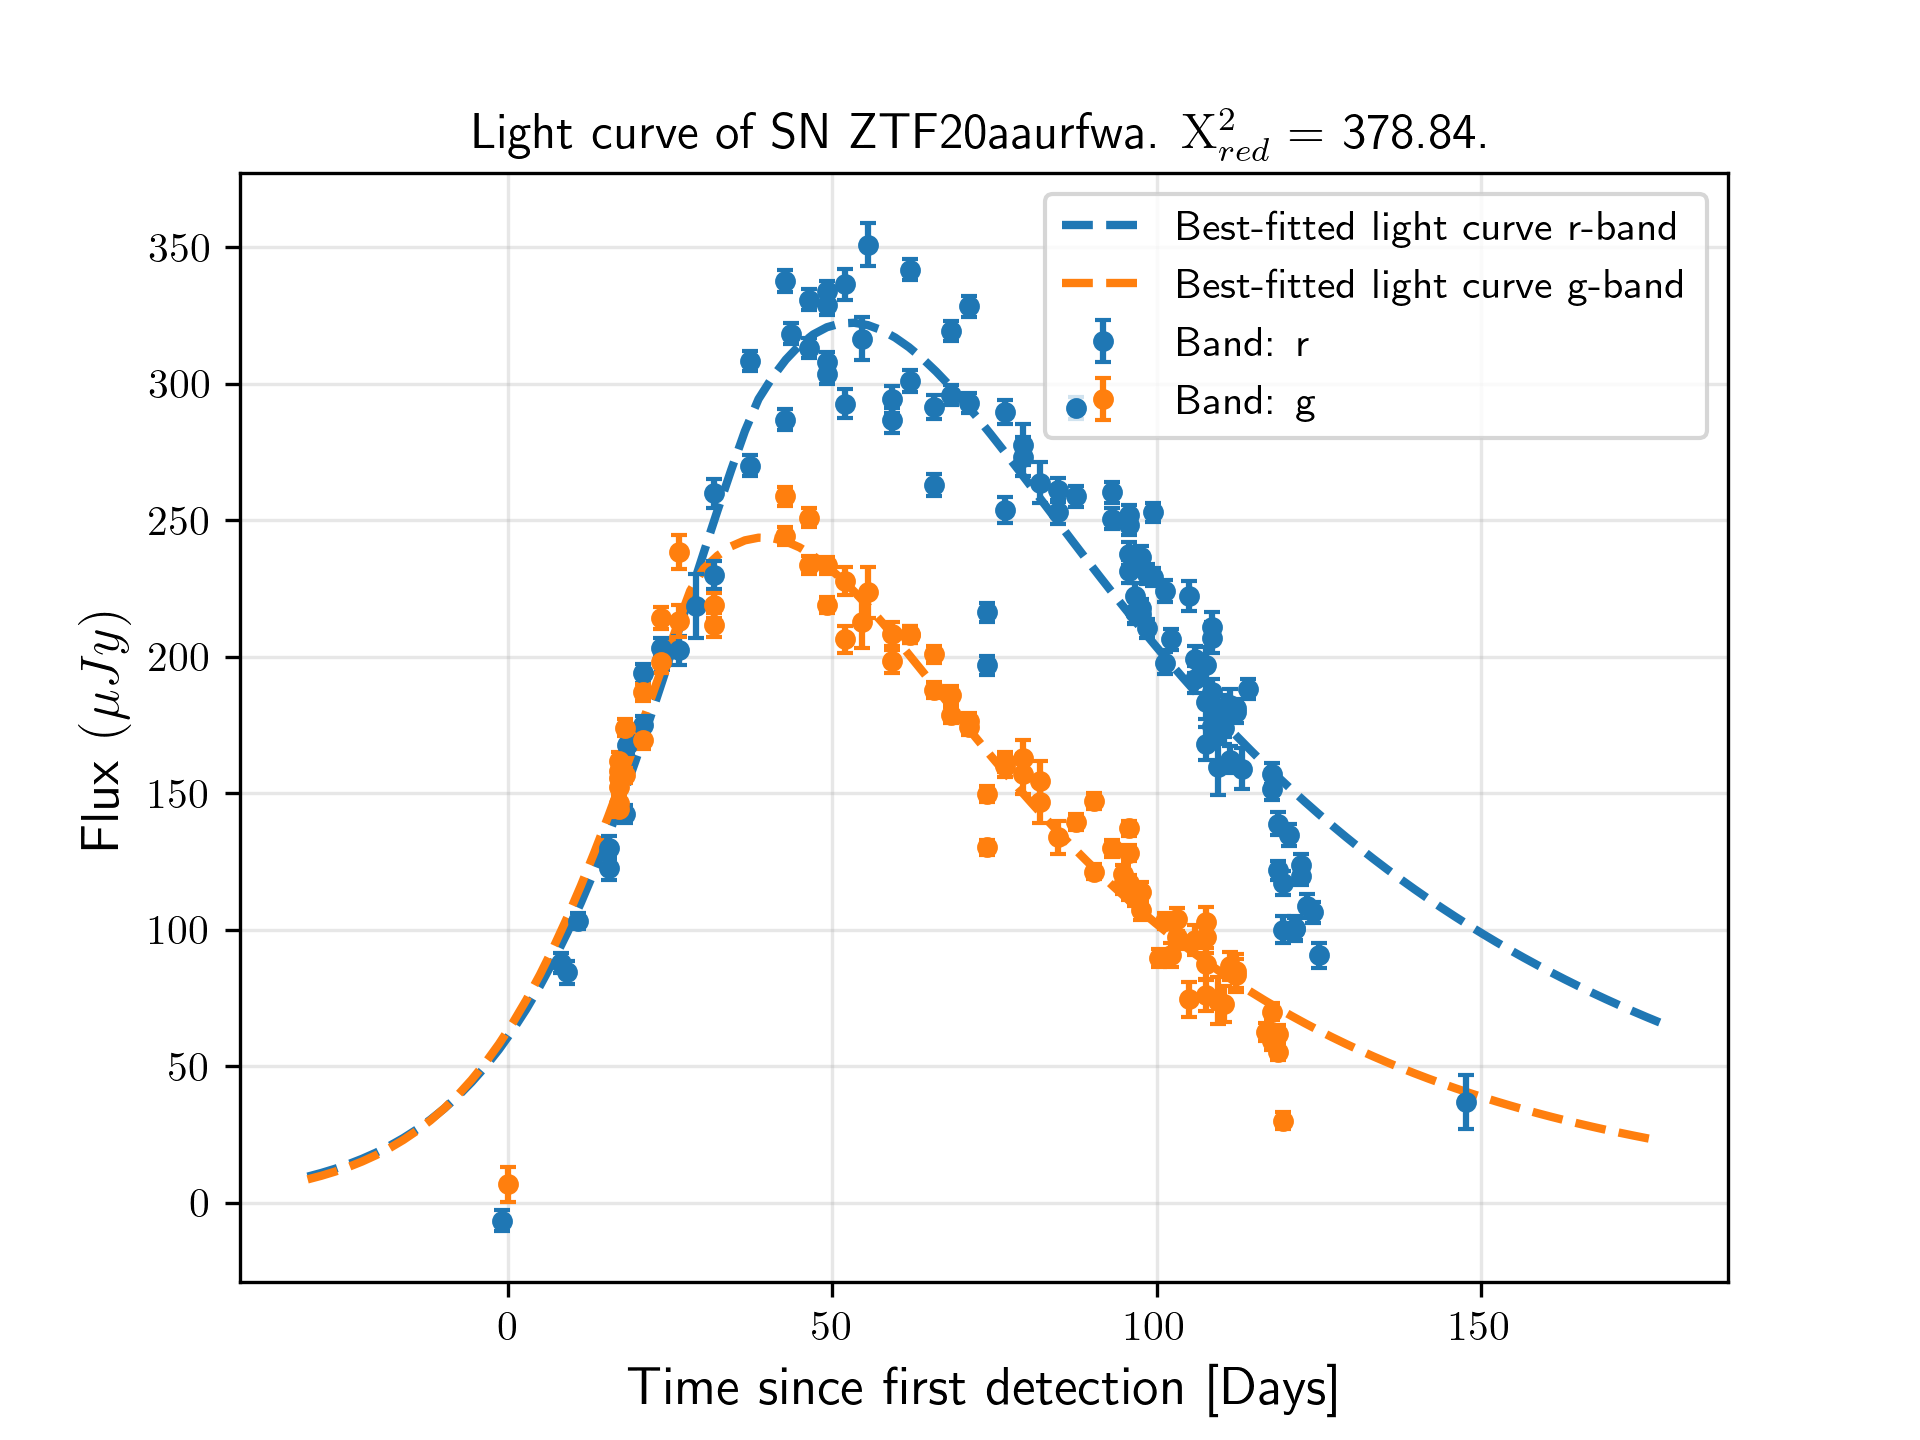 Light curve of SN ZTF20aaurfwa. X²_red = 378.84.
Best-fitted light curve r-band
Best-fitted light curve g-band
Band: r
Band: g
Flux (μJy)
350
300
250
200
150
100
50
0
0 50 100 150
Time since first detection [Days]